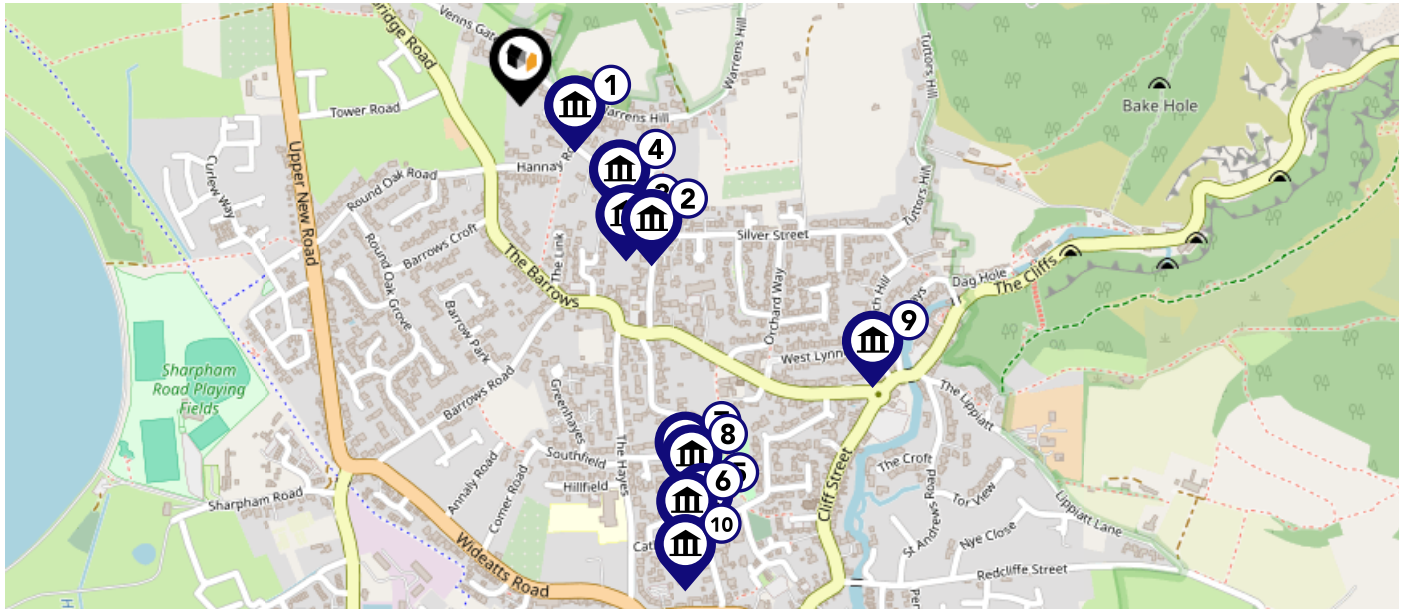 Venns Gate
Tuttors Hill
Warrens Hill
1
Bake Hole
Tower Road
Warrens Hill
4
Curlew Way
Upper New Road
Hannay
Round Oak Road
2
Tuttors Hill
Silver Street
Barrows Croft
The Link
Round Oak Grove
The Barrows
Dag Hole
The Cliffs
Orchard Way
9
Barrow Park
West Lynn
Sharpham
Road Playing
Fields
Barrows Road
Greenhayes
The Lippiatt
7
8
The Hayes
Southfield
Cliff Street
The Croft
5
6
Annaly Road
Comer Road
Hillfield
Sharpham Road
St Andrews Road
Tor View
Lippiatt Lane
10
Nye Close
Wideatts Road
Redcliffe Street